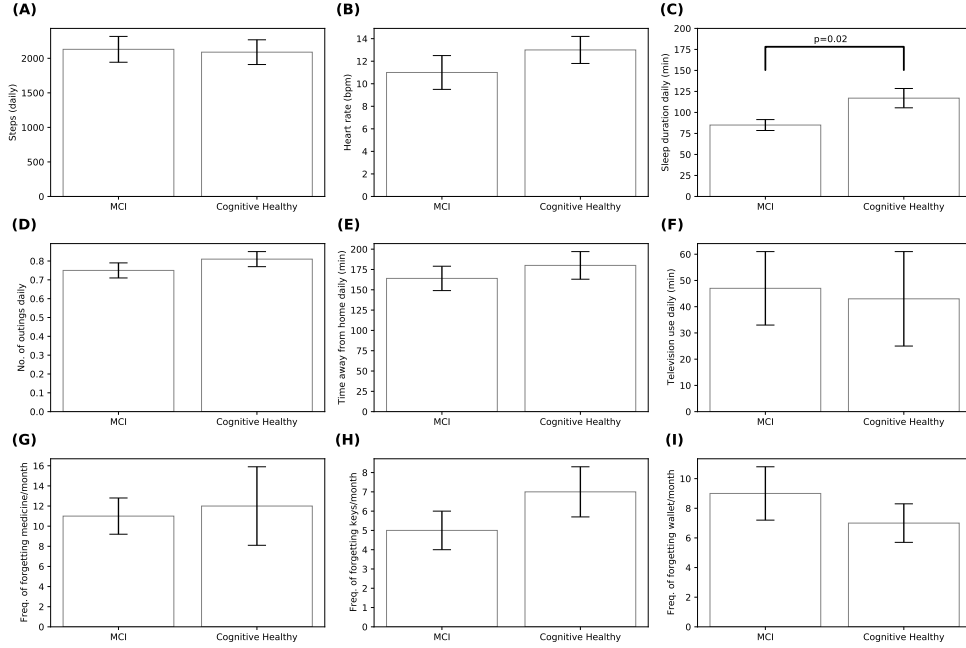 (A)
Steps (daily)
2000
1500
1000
500
0
MCI
Cognitive Healthy
(B)
Heart rate (bpm)
14
12
10
8
6
4
2
0
MCI
Cognitive Healthy
(C)
Sleep duration daily (min)
200
175
150
125
100
75
50
25
0
p=0.02
MCI
Cognitive Healthy
(D)
No. of outings daily
0.8
0.7
0.6
0.5
0.4
0.3
0.2
0.1
0.0
MCI
Cognitive Healthy
(E)
Time away from home daily (min)
200
175
150
125
100
75
50
25
0
MCI
Cognitive Healthy
(F)
Television use daily (min)
60
50
40
30
20
10
0
MCI
Cognitive Healthy
(G)
Freq. of forgetting medicine/month
16
14
12
10
8
6
4
2
0
MCI
Cognitive Healthy
(H)
Freq. of forgetting keys/month
8
7
6
5
4
3
2
1
0
MCI
Cognitive Healthy
(I)
Freq. of forgetting wallet/month
10
8
6
4
2
0
MCI
Cognitive Healthy